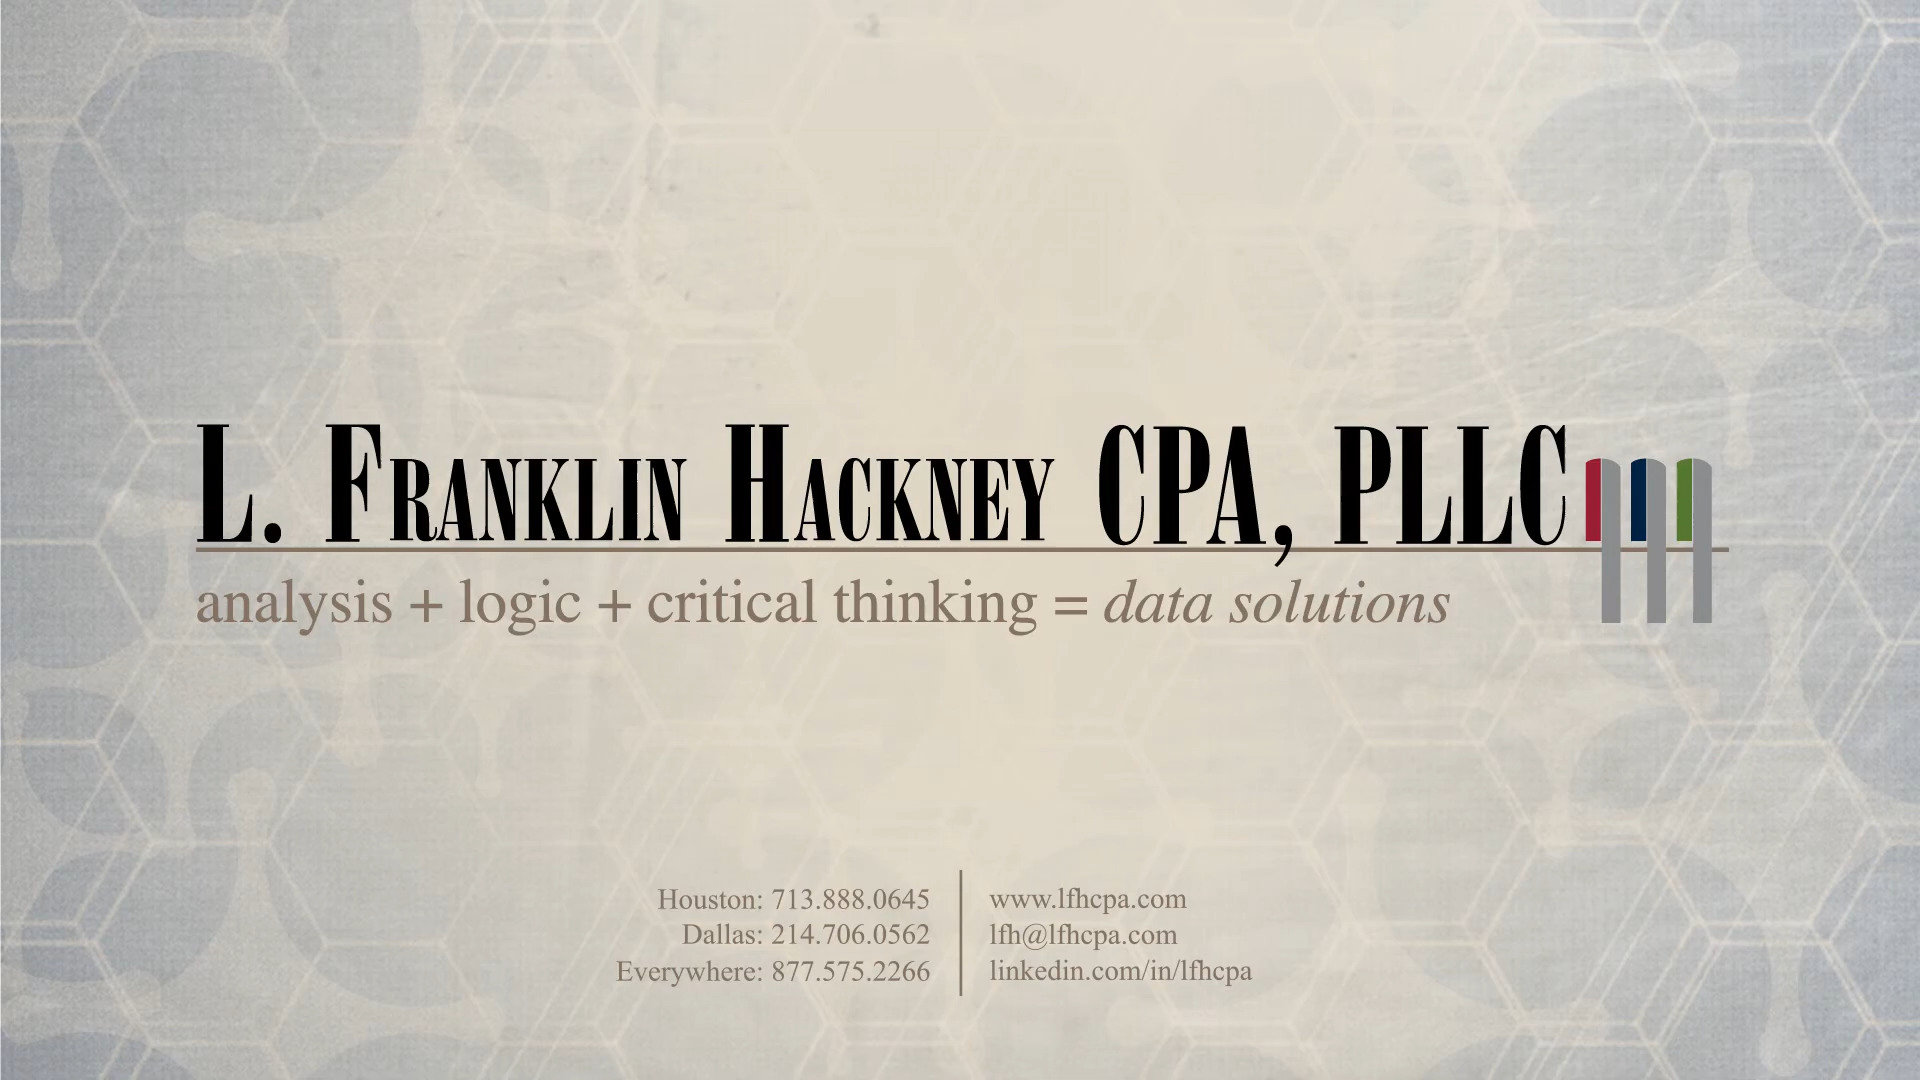 L. Franklin Hackney CPA, PLLC
analysis + logic + critical thinking = data solutions
Houston: 713.888.0645
Dallas: 214.706.0562
Everywhere: 877.575.2266
www.lfhcpa.com
lfh@lfhcpa.com
linkedin.com/in/lfhcpa